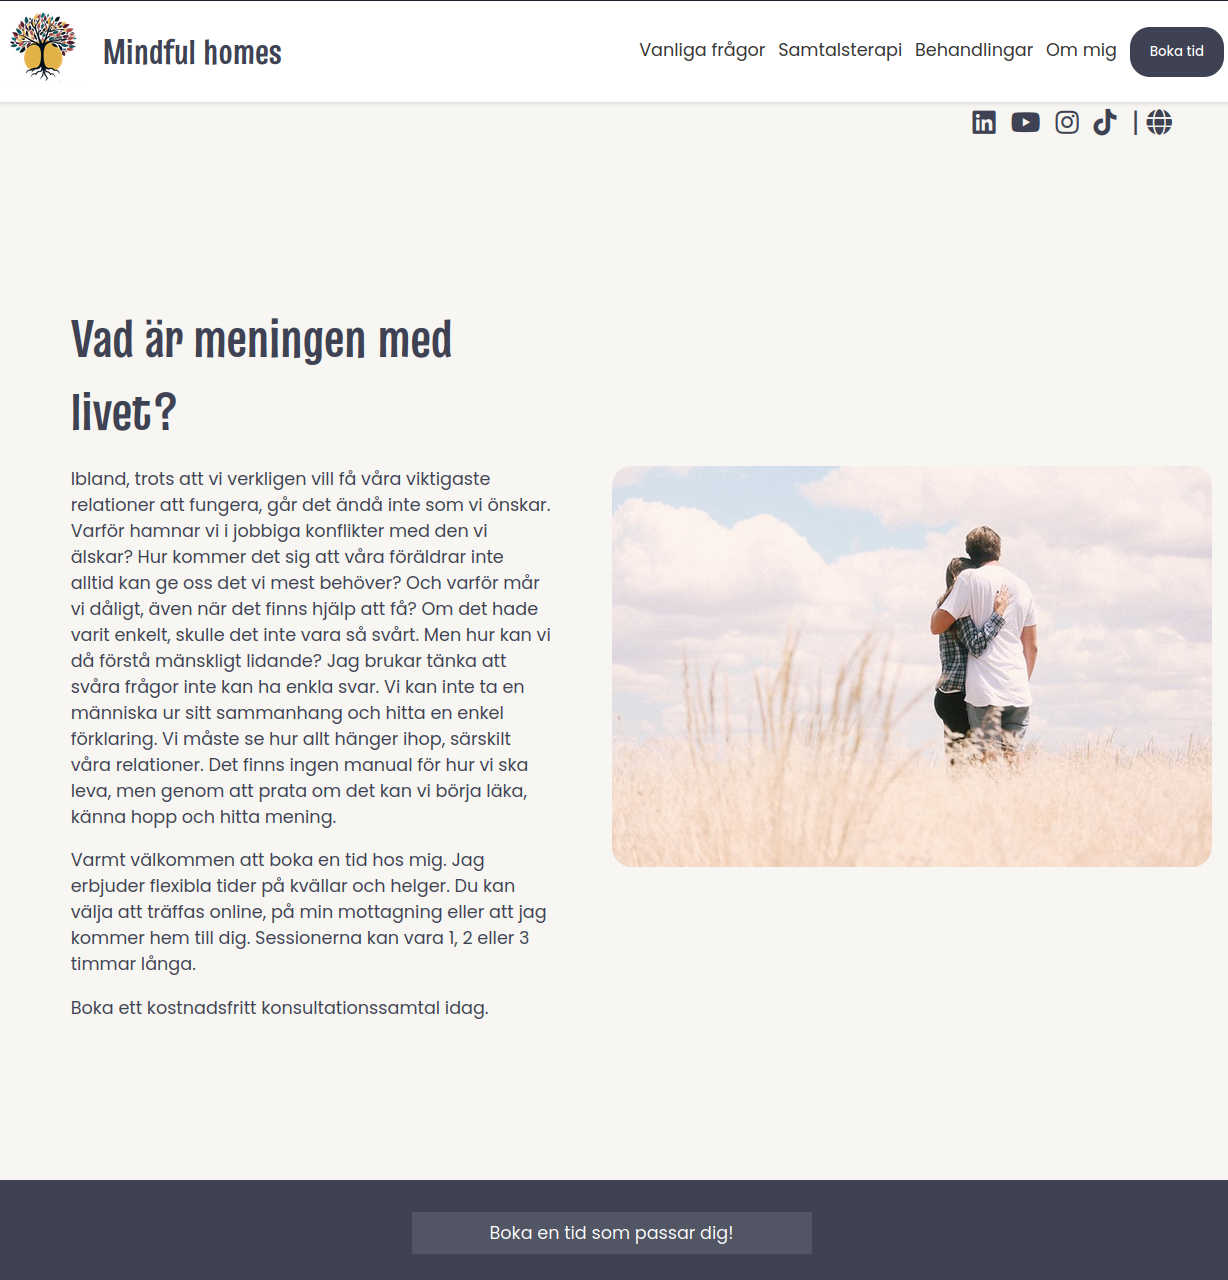 Mindful homes
Vanliga frågor Samtalsterapi Behandlingar Om mig Boka tid
|
Vad är meningen med
livet?
Ibland, trots att vi verkligen vill få våra viktigaste
relationer att fungera, går det ändå inte som vi önskar.
Varför hamnar vi i jobbiga konflikter med den vi
älskar? Hur kommer det sig att våra föräldrar inte
alltid kan ge oss det vi mest behöver? Och varför mår
vi dåligt, även när det finns hjälp att få? Om det hade
varit enkelt, skulle det inte vara så svårt. Men hur kan vi
då förstå mänskligt lidande? Jag brukar tänka att
svåra frågor inte kan ha enkla svar. Vi kan inte ta en
människa ur sitt sammanhang och hitta en enkel
förklaring. Vi måste se hur allt hänger ihop, särskilt
våra relationer. Det finns ingen manual för hur vi ska
leva, men genom att prata om det kan vi börja läka,
känna hopp och hitta mening.
Varmt välkommen att boka en tid hos mig. Jag
erbjuder flexibla tider på kvällar och helger. Du kan
välja att träffas online, på min mottagning eller att jag
kommer hem till dig. Sessionerna kan vara 1, 2 eller 3
timmar långa.
Boka ett kostnadsfritt konsultationssamtal idag.
Boka en tid som passar dig!